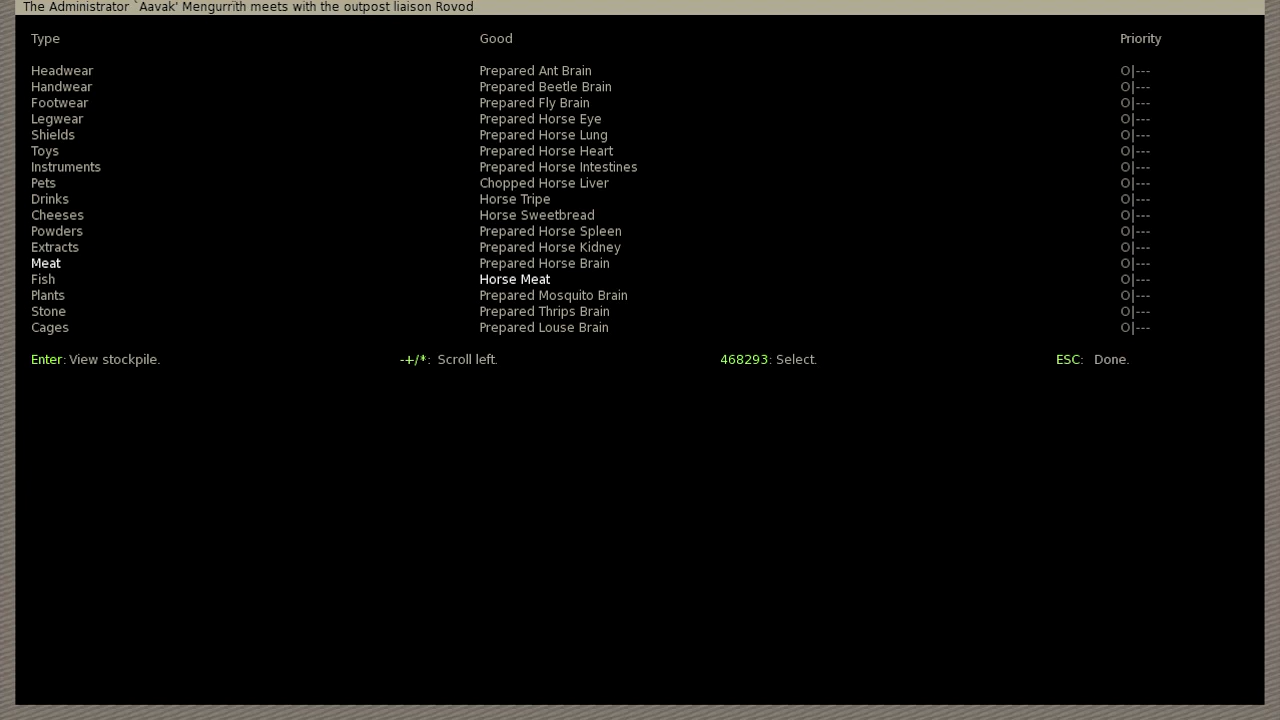 The Administrator `Aavak' Mengurrïth meets with the outpost liaison Rovod
Type Good Priority
Headwear Prepared Ant Brain O|---
Handwear Prepared Beetle Brain O|---
Footwear Prepared Fly Brain O|---
Legwear Prepared Horse Eye O|---
Shields Prepared Horse Lung O|---
Toys Prepared Horse Heart O|---
Instruments Prepared Horse Intestines O|---
Pets Chopped Horse Liver O|---
Drinks Horse Tripe O|---
Cheeses Horse Sweetbread O|---
Powders Prepared Horse Spleen O|---
Extracts Prepared Horse Kidney O|---
Meat Prepared Horse Brain O|---
Fish Horse Meat O|---
Plants Prepared Mosquito Brain O|---
Stone Prepared Thrips Brain O|---
Cages Prepared Louse Brain O|---
Enter: View stockpile. -+/*: Scroll left. 468293: Select. ESC: Done.